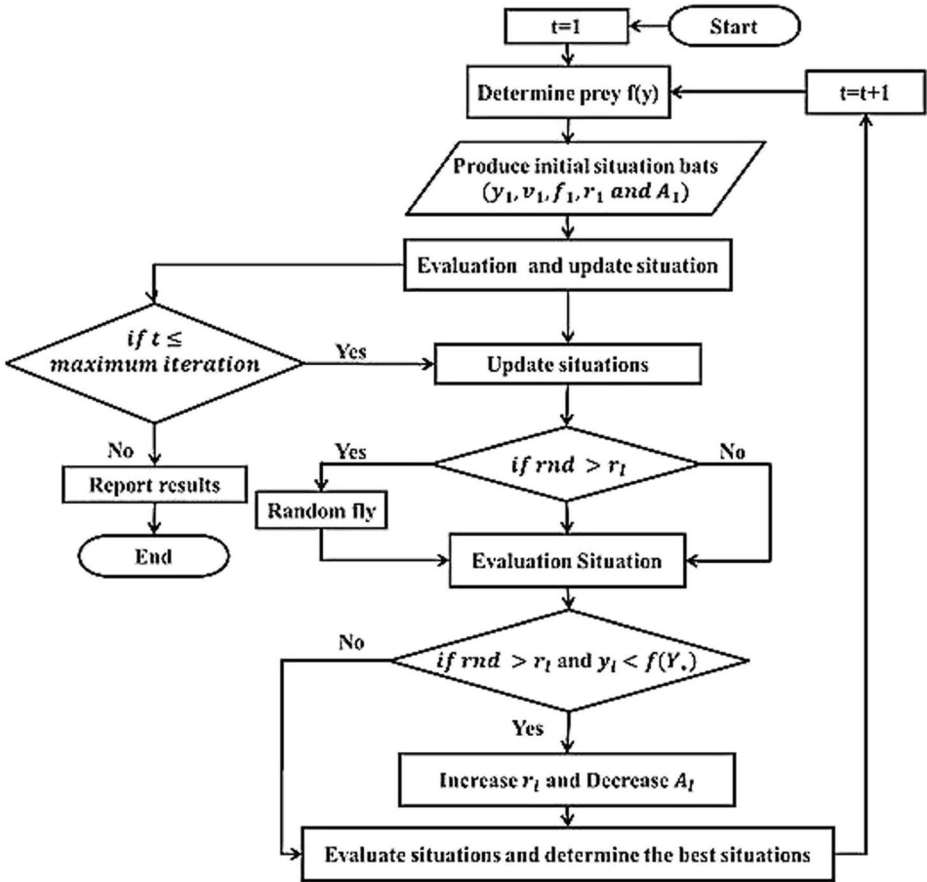 t=1
Start
Determine prey f(y)
t=t+1
Produce initial situation bats
(y₁, v₁, f₁, r₁ and A₁)
Evaluation and update situation
if t ≤
maximum iteration
Yes
Update situations
No
Report results
End
Yes
if rnd > rₗ
No
Random fly
Evaluation Situation
No
if rnd > rₗ and yₗ < f(Y*)
Yes
Increase rₗ and Decrease Aₗ
Evaluate situations and determine the best situations